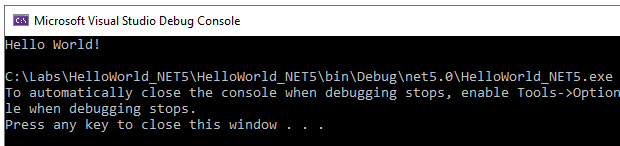 Microsoft Visual Studio Debug Console
Hello World!
C:\Labs\HelloWorld_NET5\HelloWorld_NET5\bin\Debug\net5.0\HelloWorld_NET5.exe
To automatically close the console when debugging stops, enable Tools->Option
le when debugging stops.
Press any key to close this window . . .